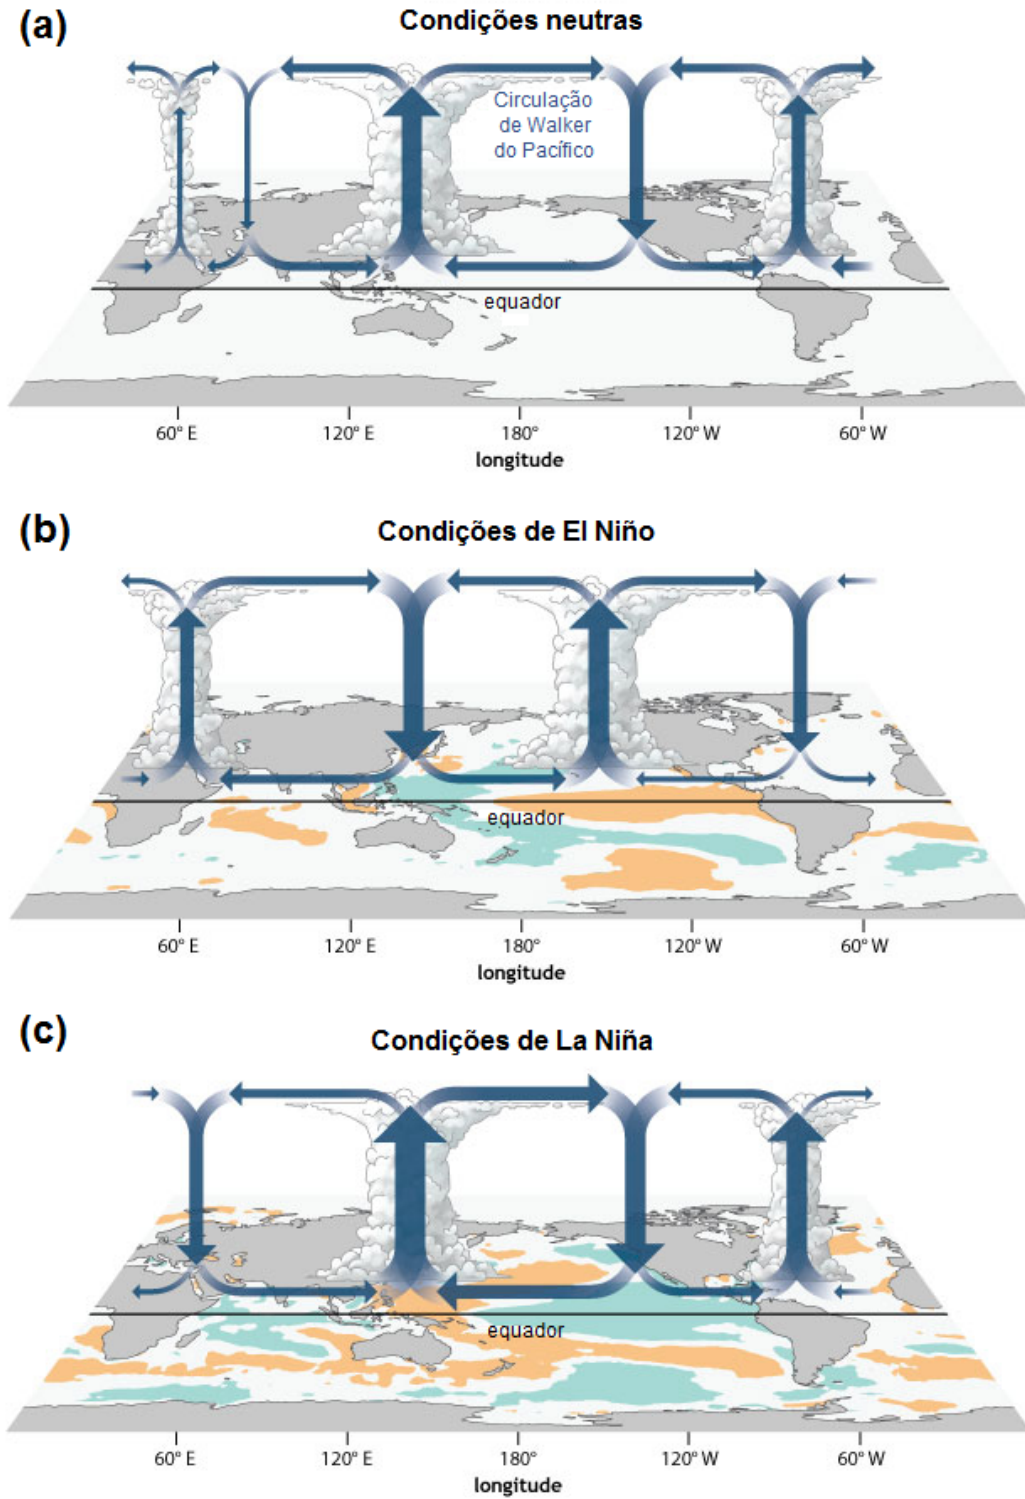 (a)
Condições neutras
Circulação
de Walker
do Pacífico
equador
60° E 120° E 180° 120° W 60° W
longitude
(b)
Condições de El Niño
equador
60° E 120° E 180° 120° W 60° W
longitude
(c)
Condições de La Niña
equador
60° E 120° E 180° 120° W 60° W
longitude